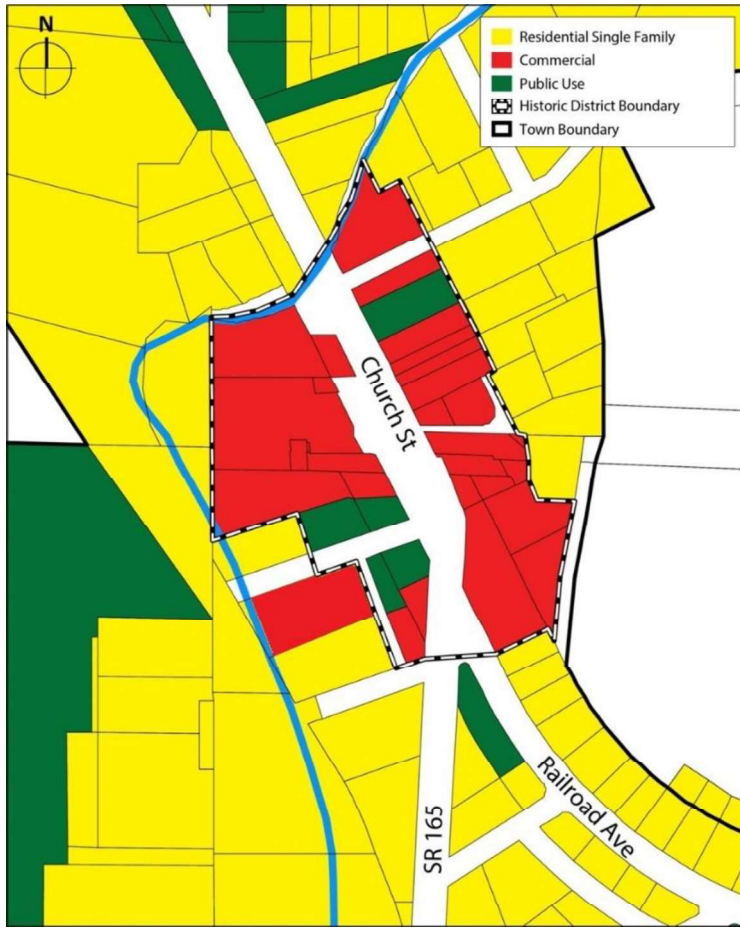 N
Residential Single Family
Commercial
Public Use
Historic District Boundary
Town Boundary
Church St
SR 165
Railroad Ave